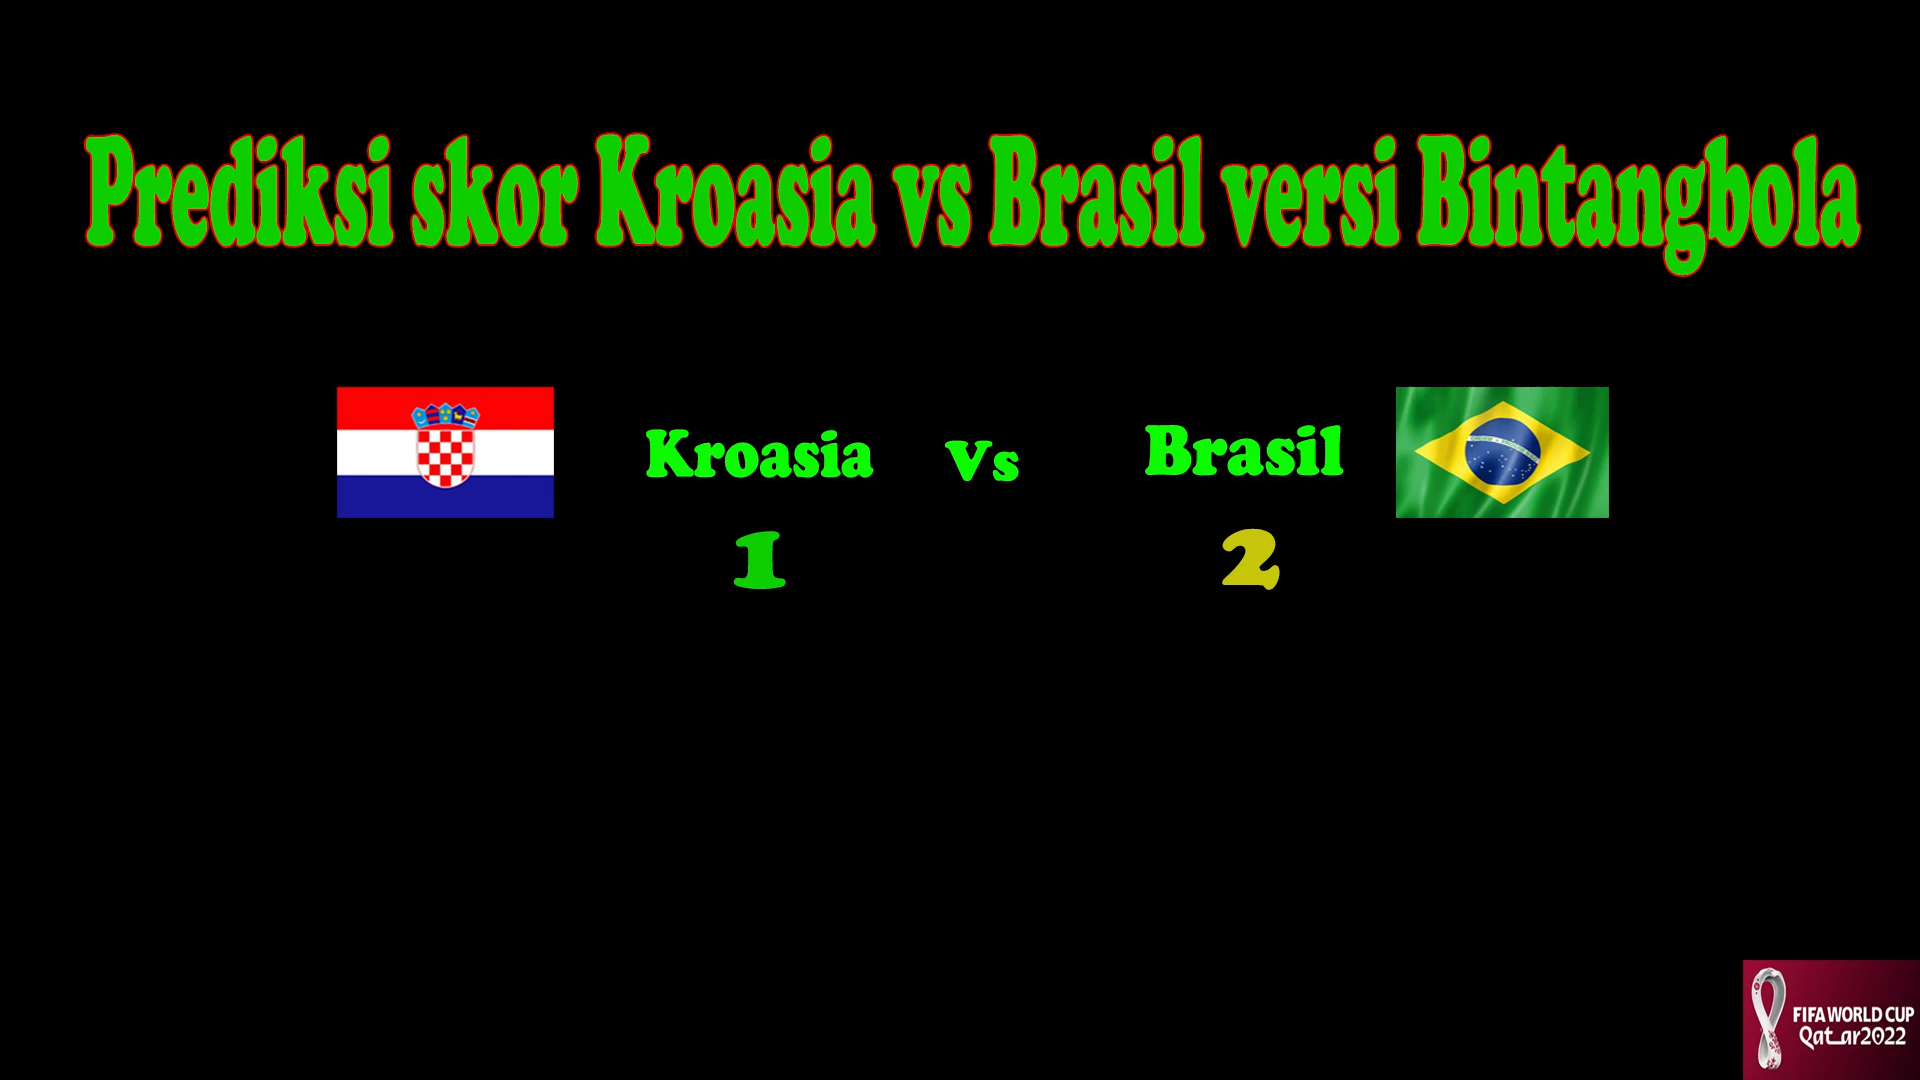 Prediksi skor Kroasia vs Brasil versi Bintangbola
Kroasia vs Brasil
1 2
FIFA WORLD CUP
Qatar2022